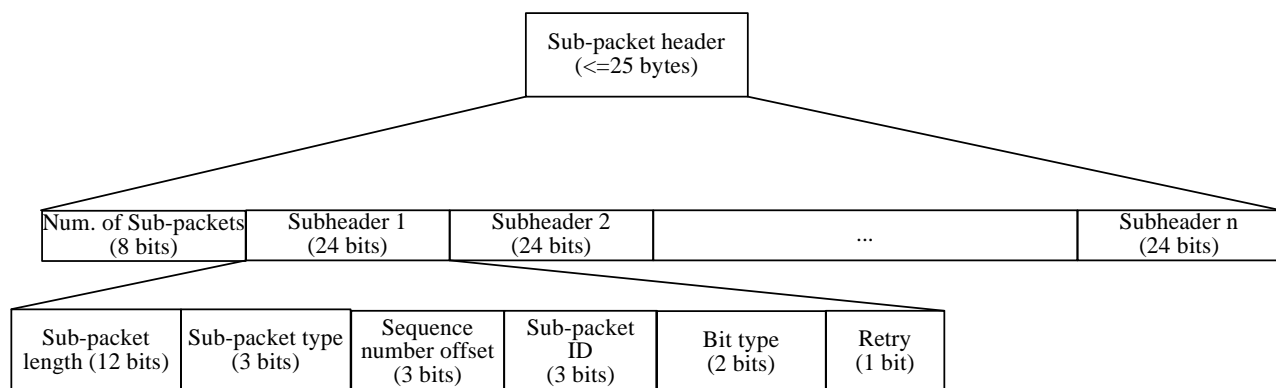 Sub-packet header
(<=25 bytes)
Num. of Sub-packets
(8 bits)
Subheader 1
(24 bits)
Subheader 2
(24 bits)
...
Subheader n
(24 bits)
Sub-packet
length (12 bits)
Sub-packet type
(3 bits)
Sequence
number offset
(3 bits)
Sub-packet
ID
(3 bits)
Bit type
(2 bits)
Retry
(1 bit)